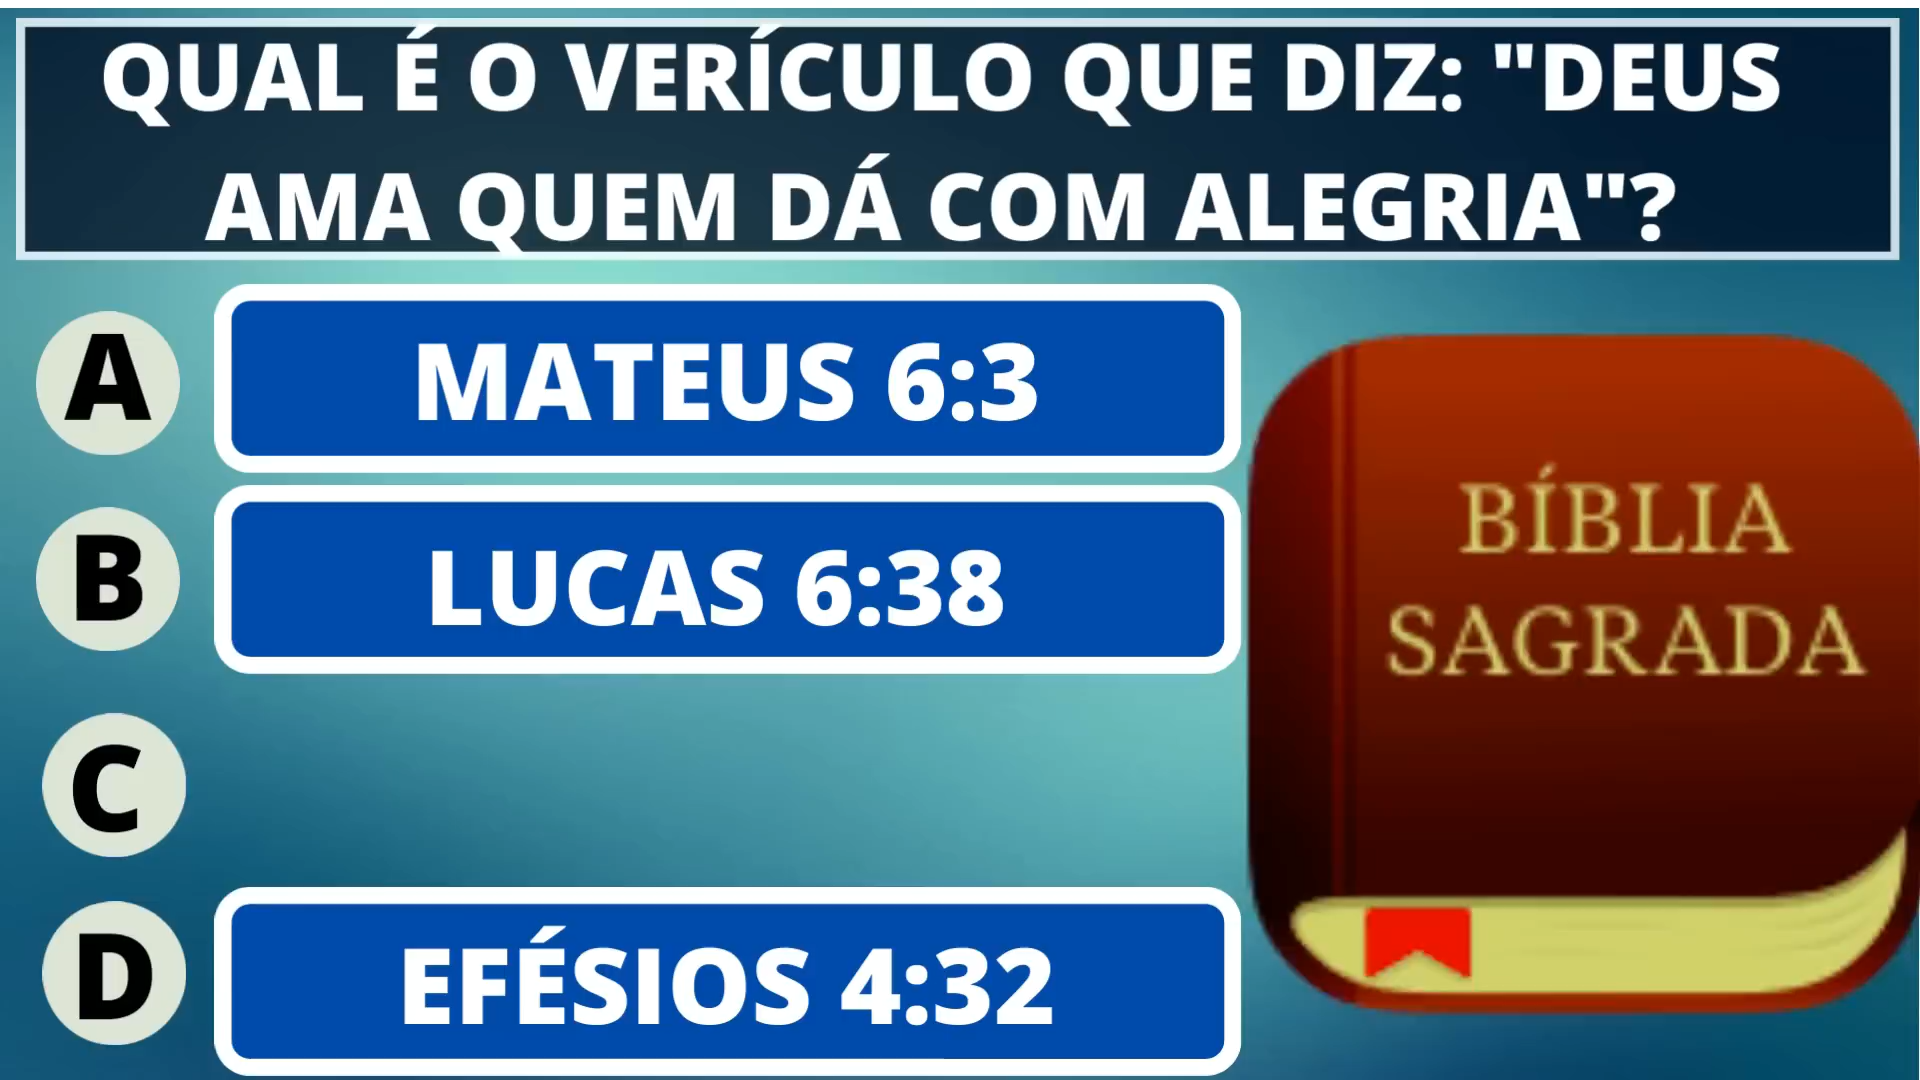 QUAL É O VERÍCULO QUE DIZ: "DEUS
AMA QUEM DÁ COM ALEGRIA"?
A
MATEUS 6:3
B
LUCAS 6:38
C
D
EFÉSIOS 4:32
BÍBLIA
SAGRADA